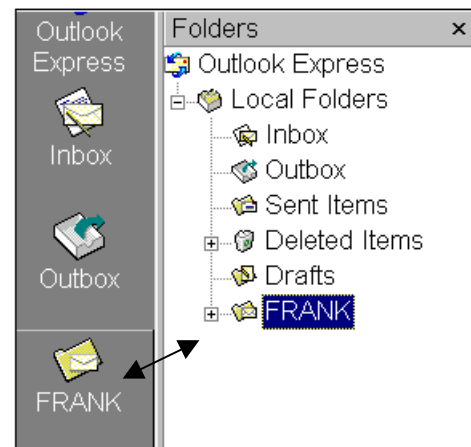 Outlook
Express
Inbox
Outbox
FRANK
Folders ×
Outlook Express
Local Folders
Inbox
Outbox
Sent Items
Deleted Items
Drafts
FRANK